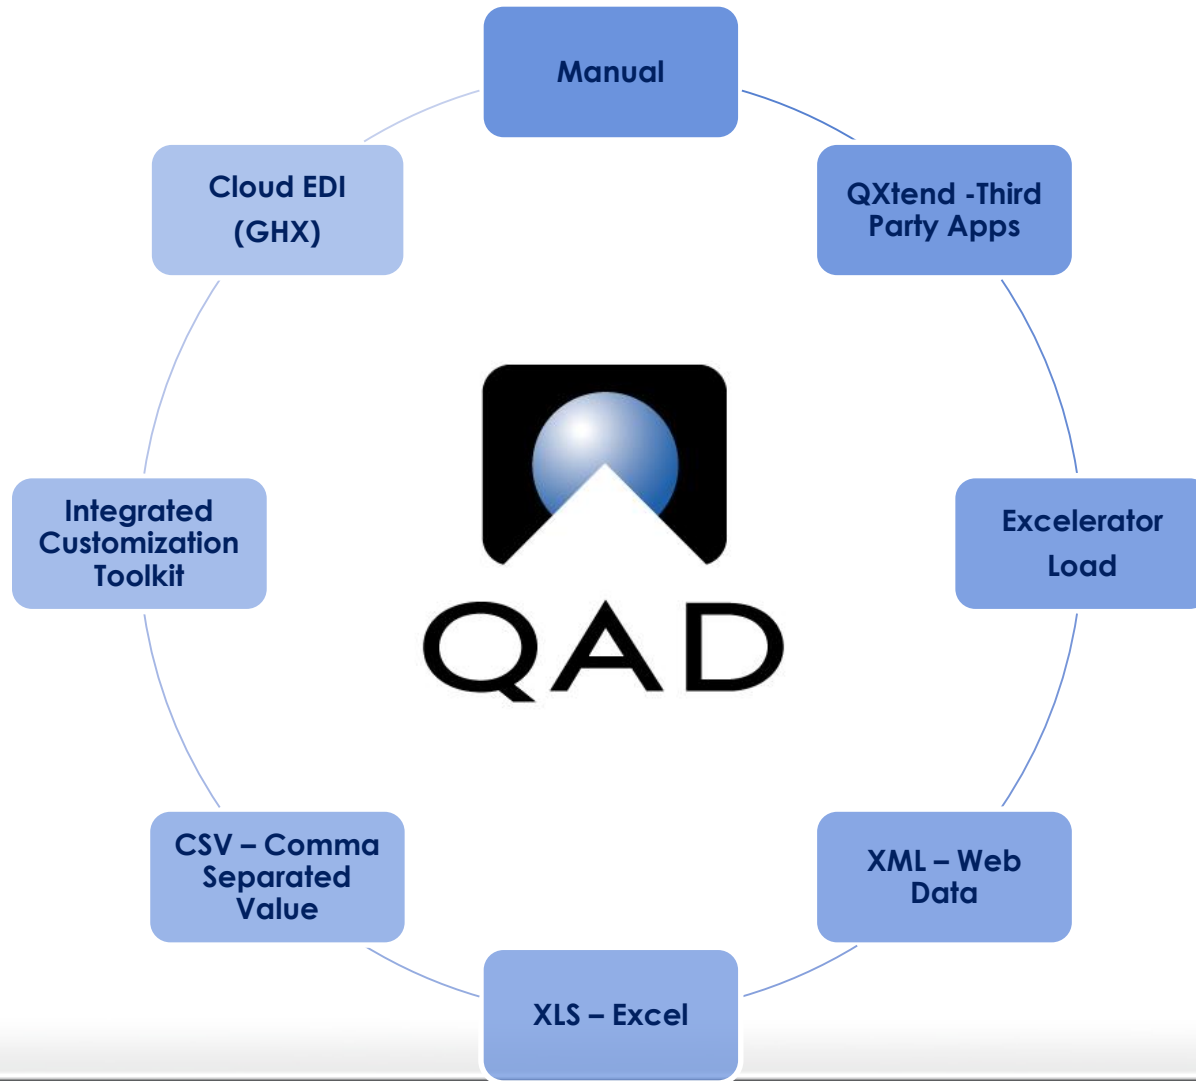 Manual
QXtend -Third
Party Apps
Excelerator
Load
XML – Web
Data
XLS – Excel
CSV – Comma
Separated
Value
Integrated
Customization
Toolkit
Cloud EDI
(GHX)
QAD